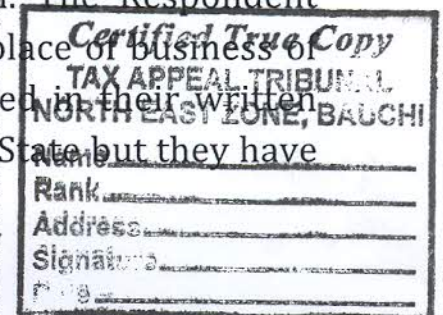 The Respondent
Certified True Copy
place of business of
TAX APPEAL TRIBUNAL
ed in their written
NORTH EAST ZONE, BAUCHI
State but they have
Name
Rank
Address
Signature